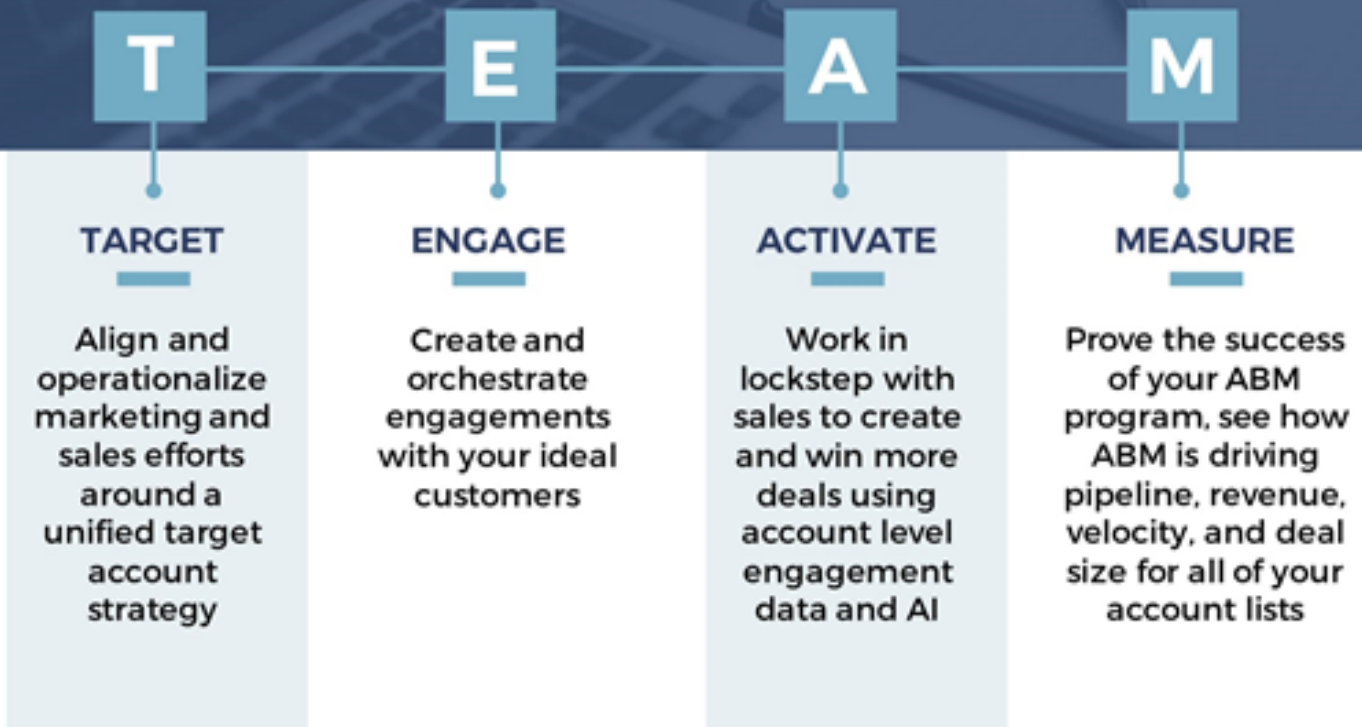 T E A M
TARGET
Align and
operationalize
marketing and
sales efforts
around a
unified target
account
strategy
ENGAGE
Create and
orchestrate
engagements
with your ideal
customers
ACTIVATE
Work in
lockstep with
sales to create
and win more
deals using
account level
engagement
data and AI
MEASURE
Prove the success
of your ABM
program, see how
ABM is driving
pipeline, revenue,
velocity, and deal
size for all of your
account lists